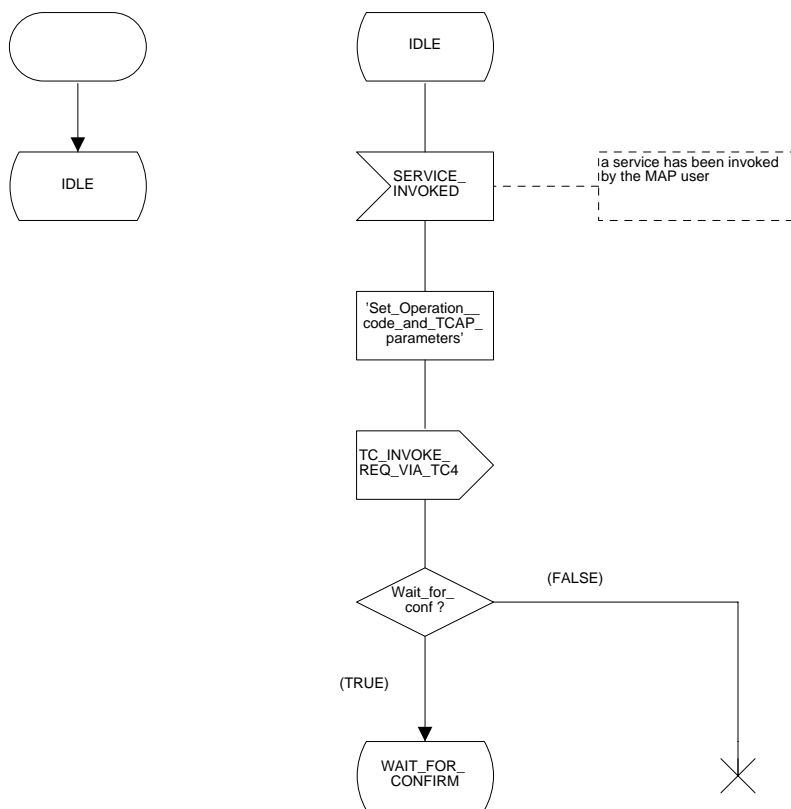 IDLE
IDLE
SERVICE_
INVOKED
a service has been invoked
by the MAP user
'Set_Operation__
code_and_TCAP_
parameters'
TC_INVOKE_
REQ_VIA_TC4
Wait_for_
conf ?
(FALSE)
(TRUE)
WAIT_FOR_
CONFIRM